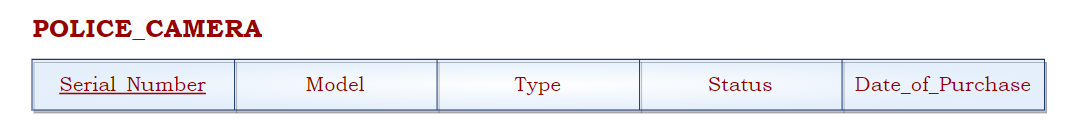 POLICE_CAMERA
Serial_Number Model Type Status Date_of_Purchase